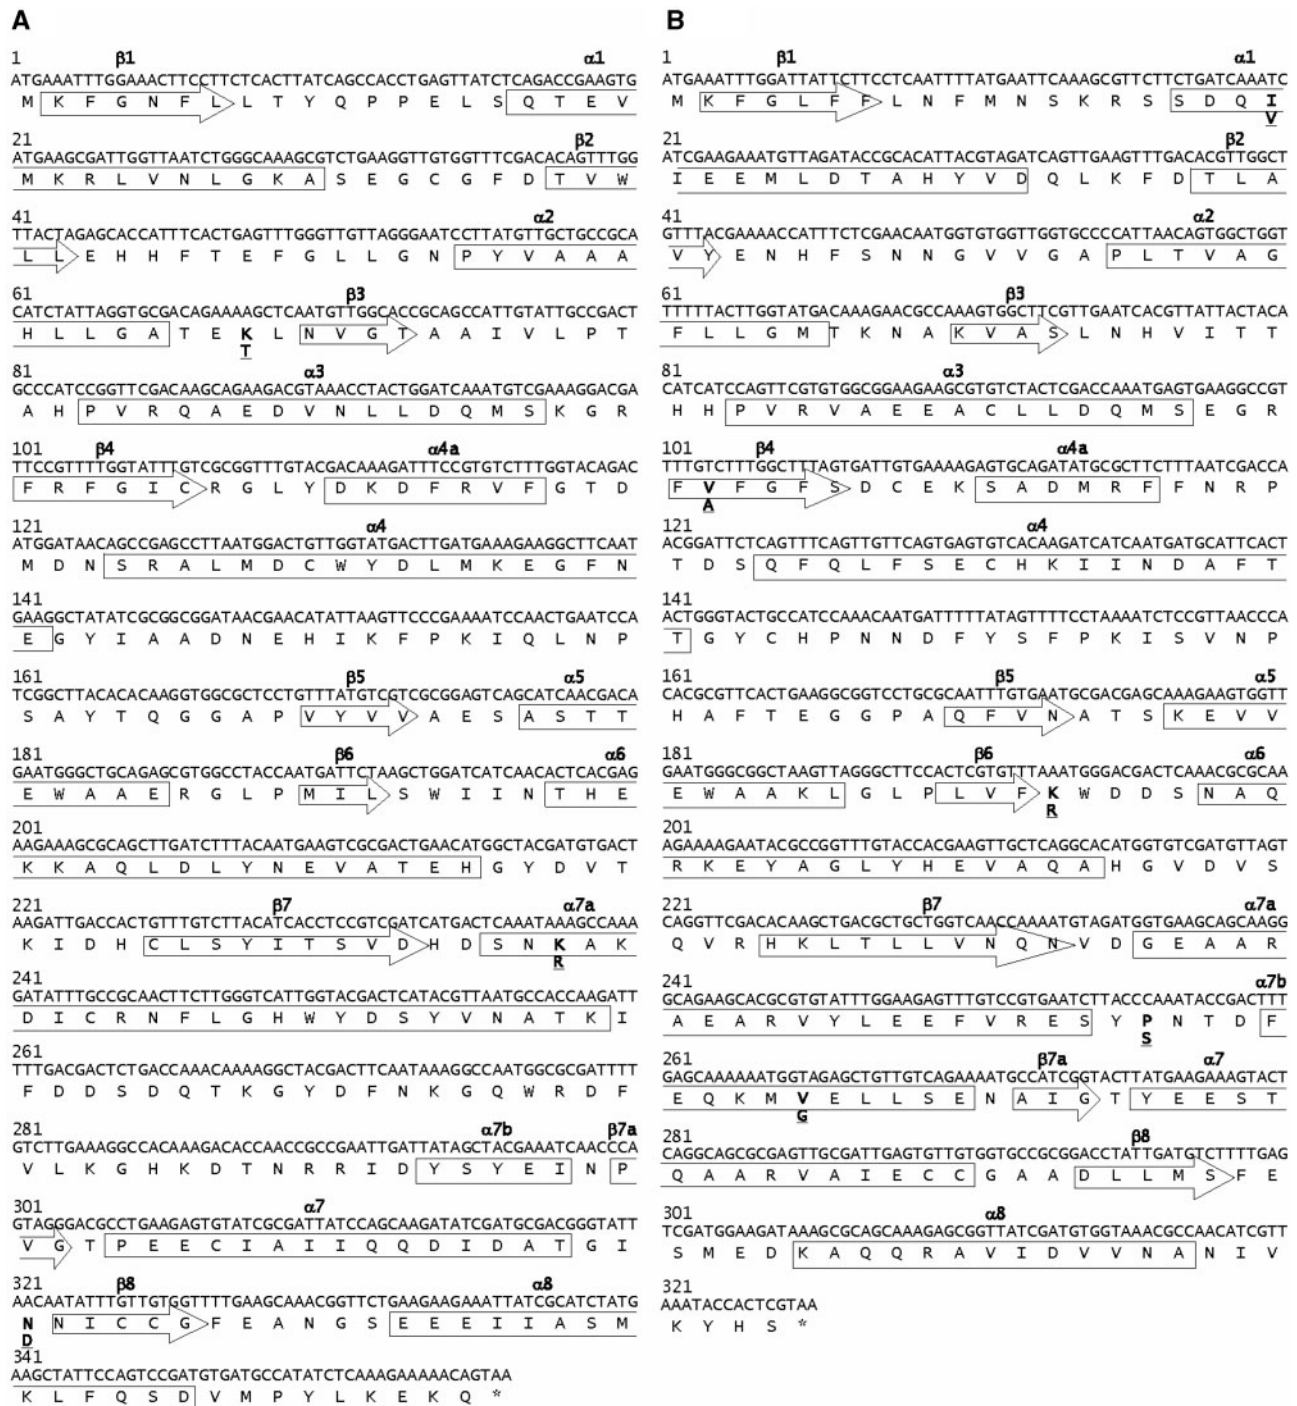 A
β1 α1
1
ATGAAATTTGGAAACTTCCTTCTCACTTATCAGCCACCTGAGTTATCTCAGACCGAAGTG
M K F G N F L L T Y Q P P E L S Q T E V
21 β2
ATGAAGCGATTGGTTAATCTGGGCAAAGCGTCTGAAGGTTGTGGTTTCGACACAGTTTGG
M K R L V N L G K A S E G C G F D T V W
41 α2
TTACTAGAGCACCATTTCACTGAGTTTGGGTTGTTAGGGAATCCTTATGTTGCTGCCGCA
L L E H H F T E F G L L G N P Y V A A A
61 β3
CATCTATTAGGTGCGACAGAAAAGCTCAATGTTGGCACCGCAGCCATTGTATTGCCGACT
H L L G A T E K L N V G T A A I V L P T
T
81 α3
GCCCATCCGGTTCGACAAGCAGAAGACGTAAACCTACTGGATCAAATGTCGAAAGGACGA
A H P V R Q A E D V N L L D Q M S K G R
101 β4 α4a
TTCCGTTTTGGTATTTGTCGCGGTTTGTACGACAAAGATTTCCGTGTCTTTGGTACAGAC
F R F G I C R G L Y D K D F R V F G T D
121 α4
ATGGATAACAGCCGAGCCTTAATGGACTGTTGGTATGACTTGATGAAAGAAGGCTTCAAT
M D N S R A L M D C W Y D L M K E G F N
141
GAAGGCTATATCGCGGCGGATAACGAACATATTAAGTTCCCGAAAATCCAACTGAATCCA
E G Y I A A D N E H I K F P K I Q L N P
161 β5 α5
TCGGCTTACACACAAGGTGGCGCTCCTGTTTATGTCGTCGCGGAGTCAGCATCAACGACA
S A Y T Q G G A P V Y V V A E S A S T T
181 β6 α6
GAATGGGCTGCAGAGCGTGGCCTACCAATGATTCTAAGCTGGATCATCAACACTCACGAG
E W A A E R G L P M I L S W I I N T H E
201
AAGAAAGCGCAGCTTGATCTTTACAATGAAGTCGCGACTGAACATGGCTACGATGTGACT
K K A Q L D L Y N E V A T E H G Y D V T
221 β7 α7a
AAGATTGACCACTGTTTGTCTTACATCACCTCCGTCGATCATGACTCAAATAAAGCCAAA
K I D H C L S Y I T S V D H D S N K A K
R
241
GATATTTGCCGCAACTTCTTGGGTCATTGGTACGACTCATACGTTAATGCCACCAAGATT
D I C R N F L G H W Y D S Y V N A T K I
261
TTTGACGACTCTGACCAAACAAAAGGCTACGACTTCAATAAAGGCCAATGGCGCGATTTT
F D D S D Q T K G Y D F N K G Q W R D F
281 α7b β7a
GTCTTGAAAGGCCACAAAGACACCAACCGCCGAATTGATTATAGCTACGAAATCAACCCA
V L K G H K D T N R R I D Y S Y E I N P
301 α7
GTAGGGACGCCTGAAGAGTGTATCGCGATTATCCAGCAAGATATCGATGCGACGGGTATT
V G T P E E C I A I I Q Q D I D A T G I
321 β8 α8
AACAATATTTGTTGTGGTTTTGAAGCAAACGGTTCTGAAGAAGAAATTATCGCATCTATG
N N I C C G F E A N G S E E E I I A S M
D
341
AAGCTATTCCAGTCCGATGTGATGCCATATCTCAAAGAAAAACAGTAA
K L F Q S D V M P Y L K E K Q *
B
β1 α1
1
ATGAAATTTGGATTATTCTTCCTCAATTTTATGAATTCAAAGCGTTCTTCTGATCAAATC
M K F G L F F L N F M N S K R S S D Q I
V
21 β2
ATCGAAGAAATGTTAGATACCGCACATTACGTAGATCAGTTGAAGTTTGACACGTTGGCT
I E E M L D T A H Y V D Q L K F D T L A
41 α2
GTTTACGAAAACCATTTCTCGAACAATGGTGTGGTTGGTGCCCCATTAACAGTGGCTGGT
V Y E N H F S N N G V V G A P L T V A G
61 β3
TTTTTACTTGGTATGACAAAGAACGCCAAAGTGGCTTCGTTGAATCACGTTATTACTACA
F L L G M T K N A K V A S L N H V I T T
81 α3
CATCATCCAGTTCGTGTGGCGGAAGAAGCGTGTCTACTCGACCAAATGAGTGAAGGCCGT
H H P V R V A E E A C L L D Q M S E G R
101 β4 α4a
TTTGTCTTTGGCTTTAGTGATTGTGAAAAGAGTGCAGATATGCGCTTCTTTAATCGACCA
F V F G F S D C E K S A D M R F F N R P
A
121 α4
ACGGATTCTCAGTTTCAGTTGTTCAGTGAGTGTCACAAGATCATCAATGATGCATTCACT
T D S Q F Q L F S E C H K I I N D A F T
141
ACTGGGTACTGCCATCCAAACAATGATTTTTATAGTTTTCCTAAAATCTCCGTTAACCCA
T G Y C H P N N D F Y S F P K I S V N P
161 β5 α5
CACGCGTTCACTGAAGGCGGTCCTGCGCAATTTGTGAATGCGACGAGCAAAGAAGTGGTT
H A F T E G G P A Q F V N A T S K E V V
181 β6 α6
GAATGGGCGGCTAAGTTAGGGCTTCCACTCGTGTTTAAATGGGACGACTCAAACGCGCAA
E W A A K L G L P L V F K W D D S N A Q
R
201
AGAAAAGAATACGCCGGTTTGTACCACGAAGTTGCTCAGGCACATGGTGTCGATGTTAGT
R K E Y A G L Y H E V A Q A H G V D V S
221 β7 α7a
CAGGTTCGACACAAGCTGACGCTGCTGGTCAACCAAAATGTAGATGGTGAAGCAGCAAGG
Q V R H K L T L L V N Q N V D G E A A R
241 α7b
GCAGAAGCACGCGTGTATTTGGAAGAGTTTGTCCGTGAATCTTACCCAAATACCGACTTT
A E A R V Y L E E F V R E S Y P N T D F
S
261 β7a α7
GAGCAAAAAATGGTAGAGCTGTTGTCAGAAAATGCCATCGGTACTTATGAAGAAAGTACT
E Q K M V E L L S E N A I G T Y E E S T
G
281 β8
CAGGCAGCGCGAGTTGCGATTGAGTGTTGTGGTGCCGCGGACCTATTGATGTCTTTTGAG
Q A A R V A I E C C G A A D L L M S F E
301 α8
TCGATGGAAGATAAAGCGCAGCAAAGAGCGGTTATCGATGTGGTAAACGCCAACATCGTT
S M E D K A Q Q R A V I D V V N A N I V
321
AAATACCACTCGTAA
K Y H S *